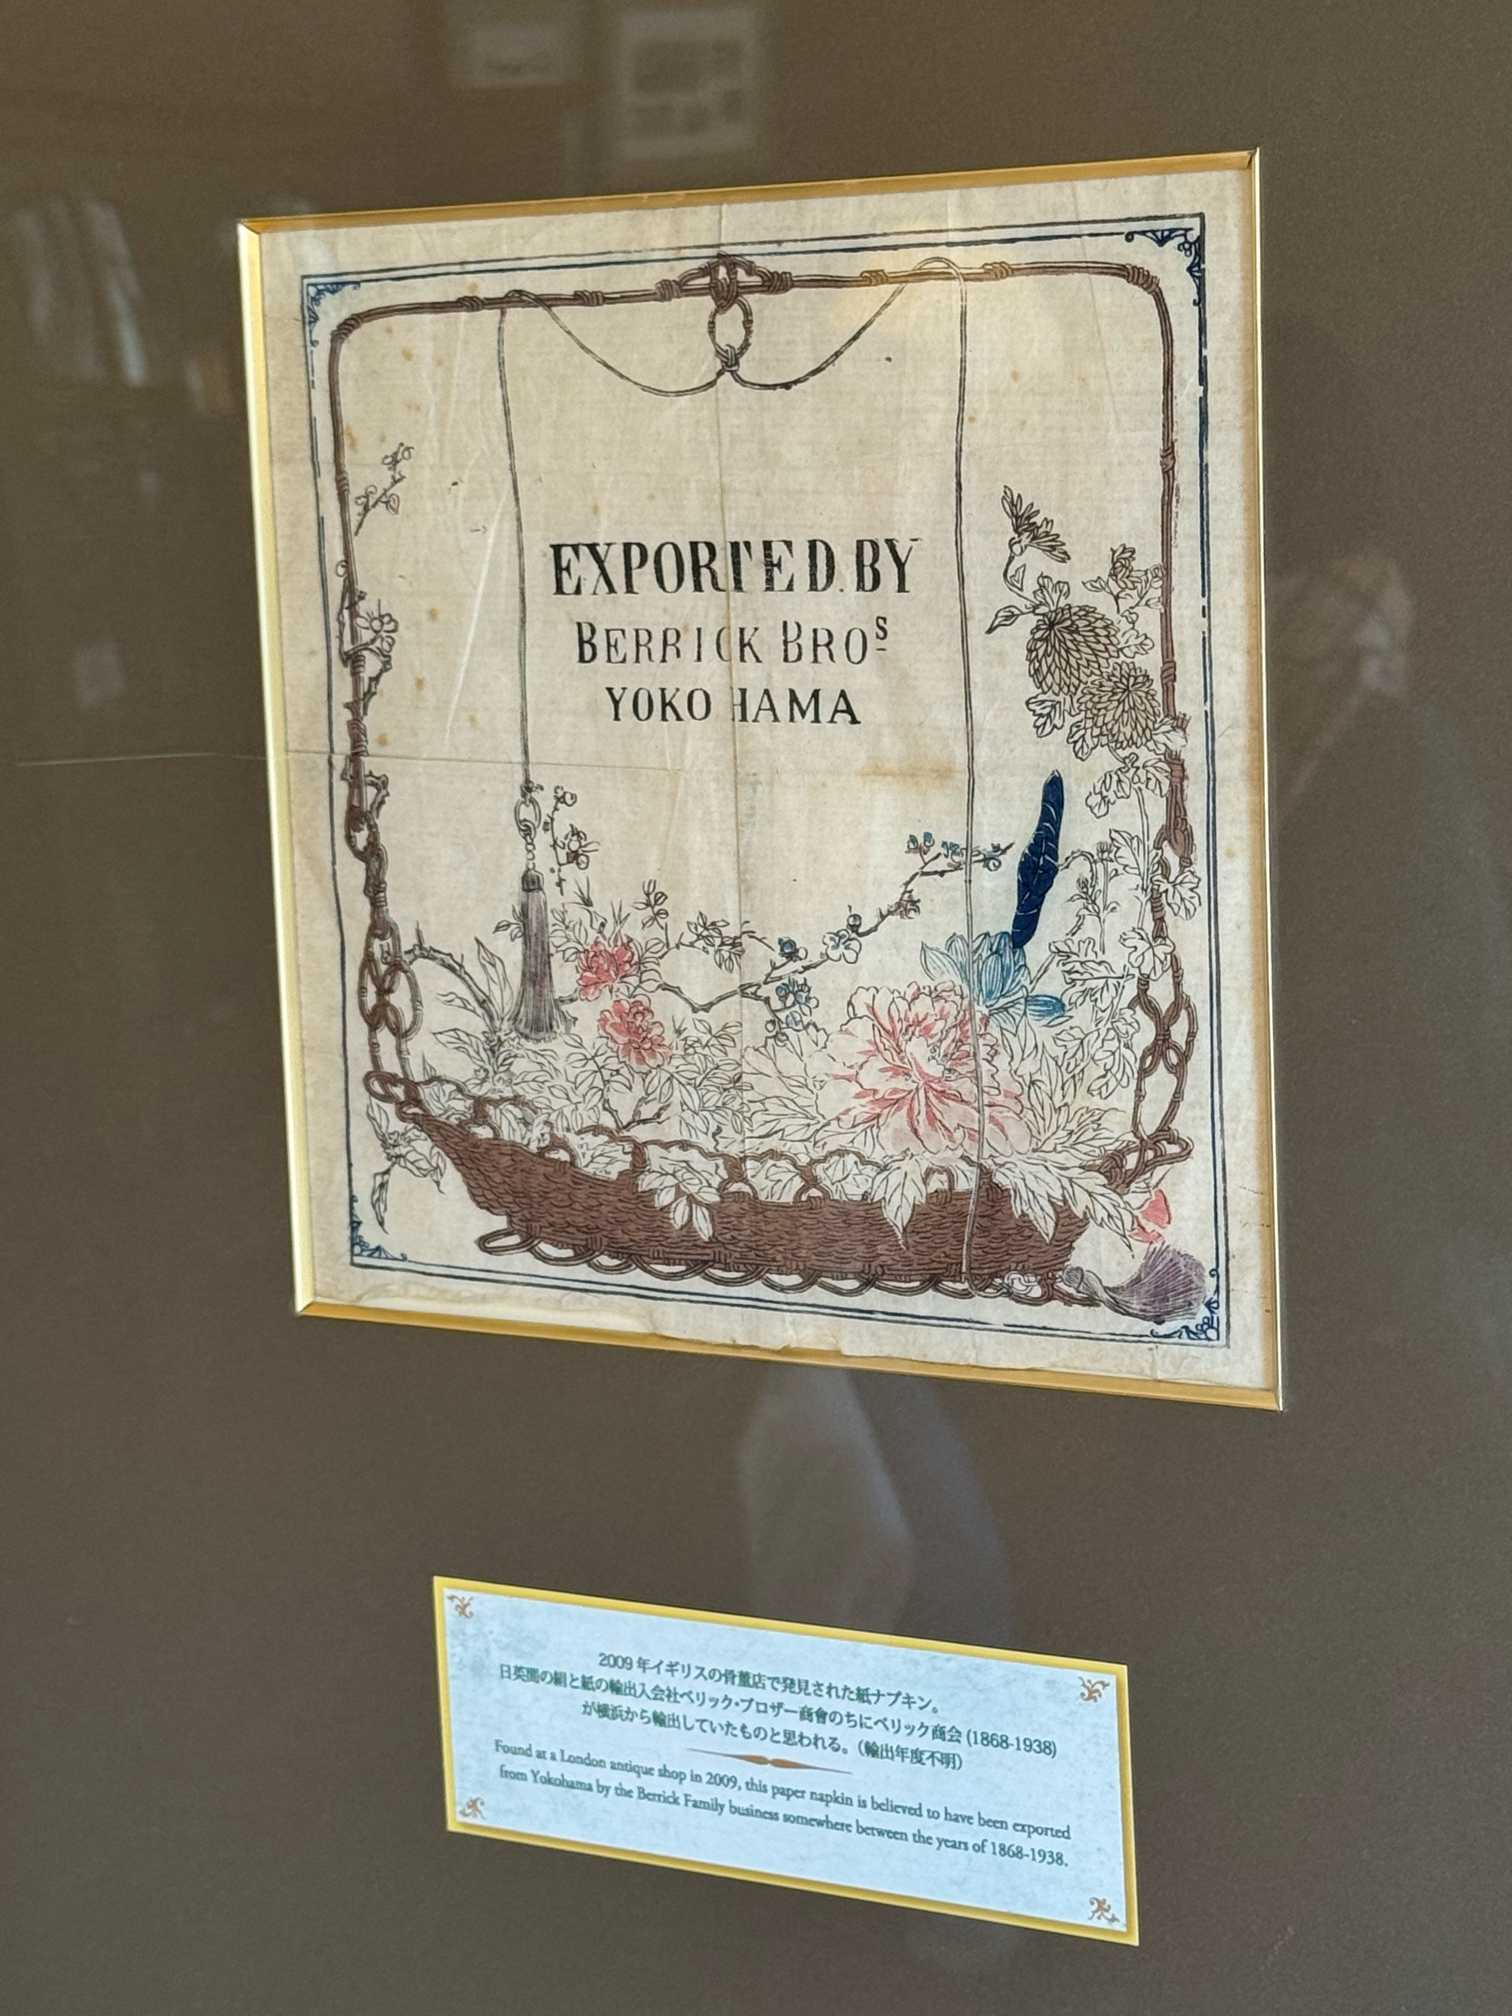 EXPORTED BY
BERRICK BROS
YOKOHAMA
2009年イギリスの骨董店で発見された紙ナプキン。
日英間の絹と紙の輸出入会社ベリック・ブロザー商會のちにベリック商会 (1868-1938)
が横浜から輸出していたものと思われる。(輸出年度不明)
Found at a London antique shop in 2009, this paper napkin is believed to have been exported
from Yokohama by the Berrick Family business somewhere between the years of 1868-1938.